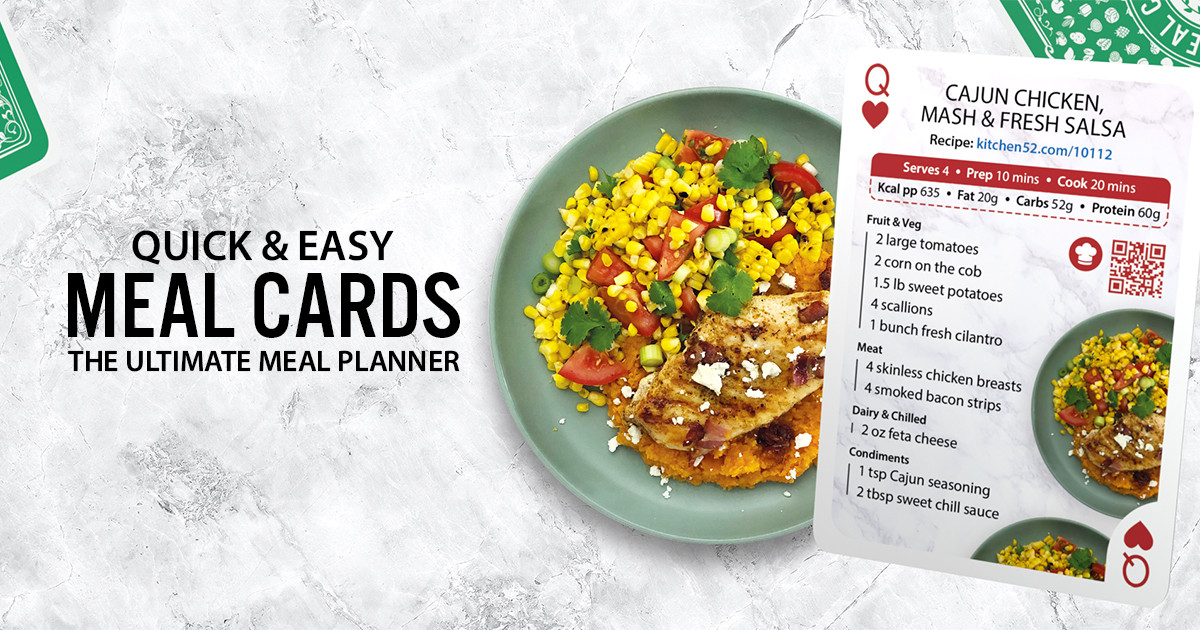 QUICK & EASY
MEAL CARDS
THE ULTIMATE MEAL PLANNER
EAL C
Q
CAJUN CHICKEN,
MASH & FRESH SALSA
Recipe: kitchen52.com/10112
Serves 4 • Prep 10 mins • Cook 20 mins
Kcal pp 635 • Fat 20g • Carbs 52g • Protein 60g
Fruit & Veg
2 large tomatoes
2 corn on the cob
1.5 lb sweet potatoes
4 scallions
1 bunch fresh cilantro
Meat
4 skinless chicken breasts
4 smoked bacon strips
Dairy & Chilled
2 oz feta cheese
Condiments
1 tsp Cajun seasoning
2 tbsp sweet chill sauce
Q